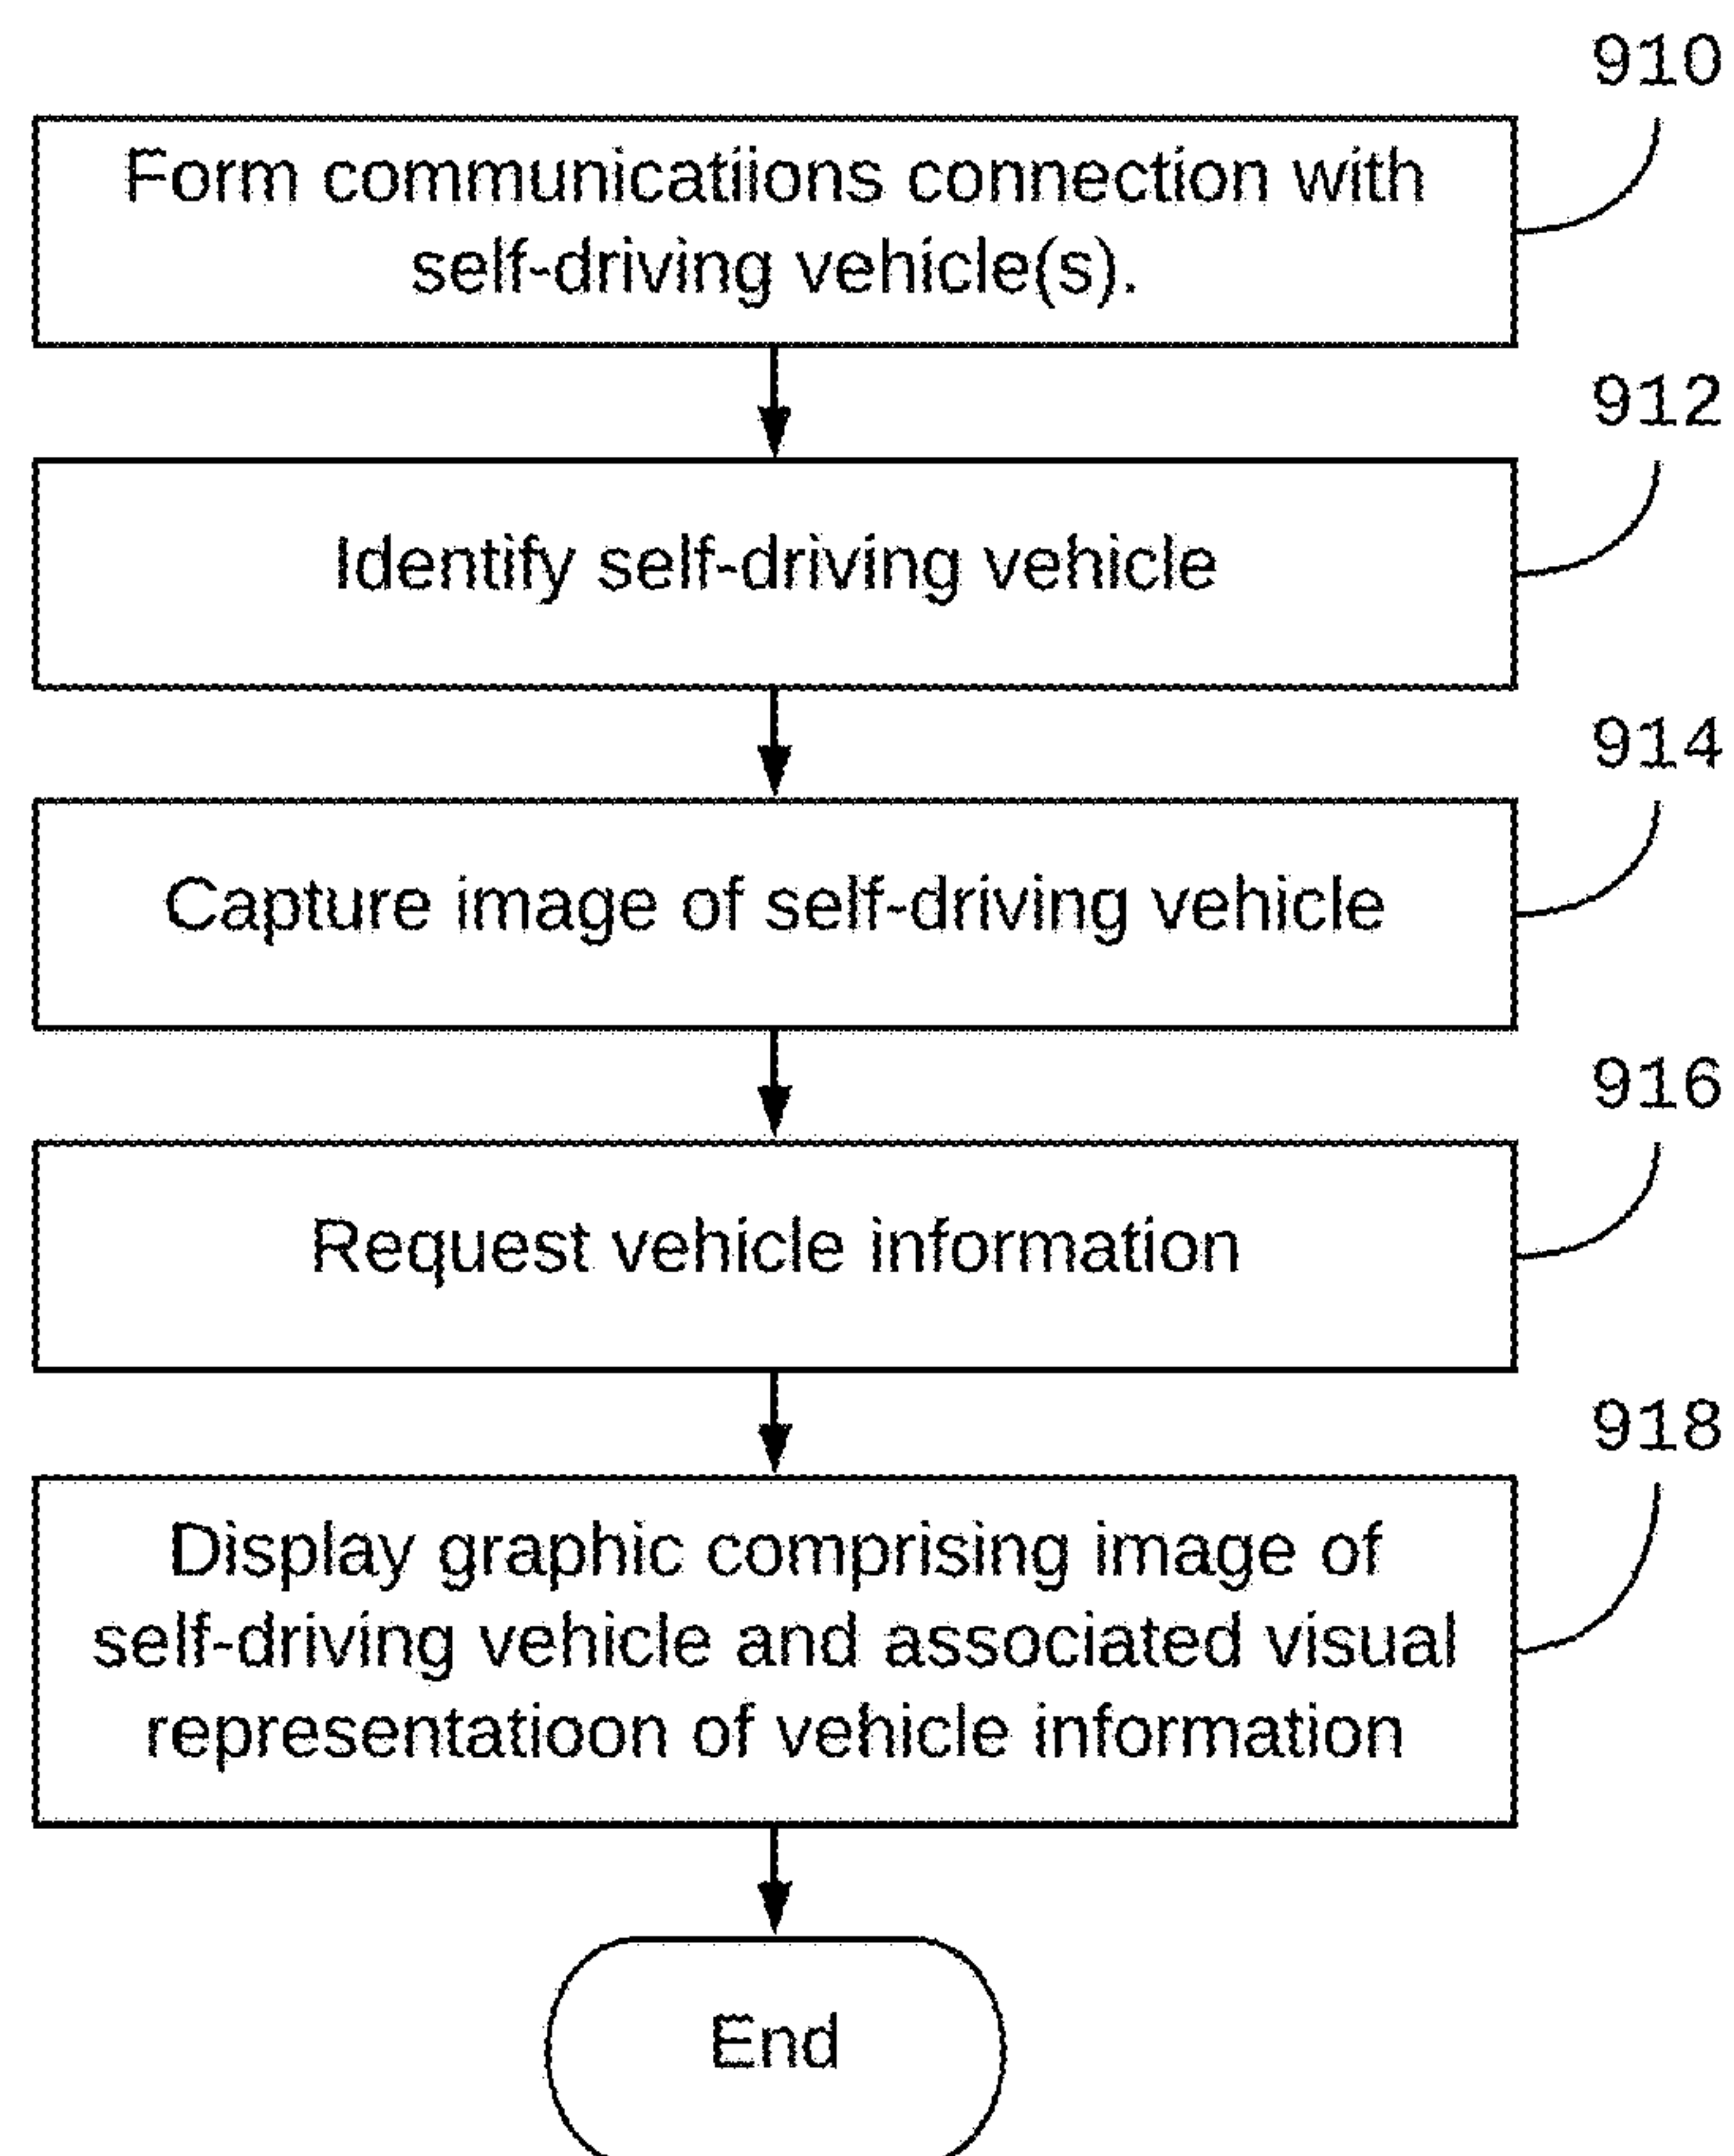 910
Form communicatiions connection with
self-driving vehicle(s).
912
Identify self-driving vehicle
914
Capture image of self-driving vehicle
916
Request vehicle information
918
Display graphic comprising image of
self-driving vehicle and associated visual
representatioon of vehicle information
End